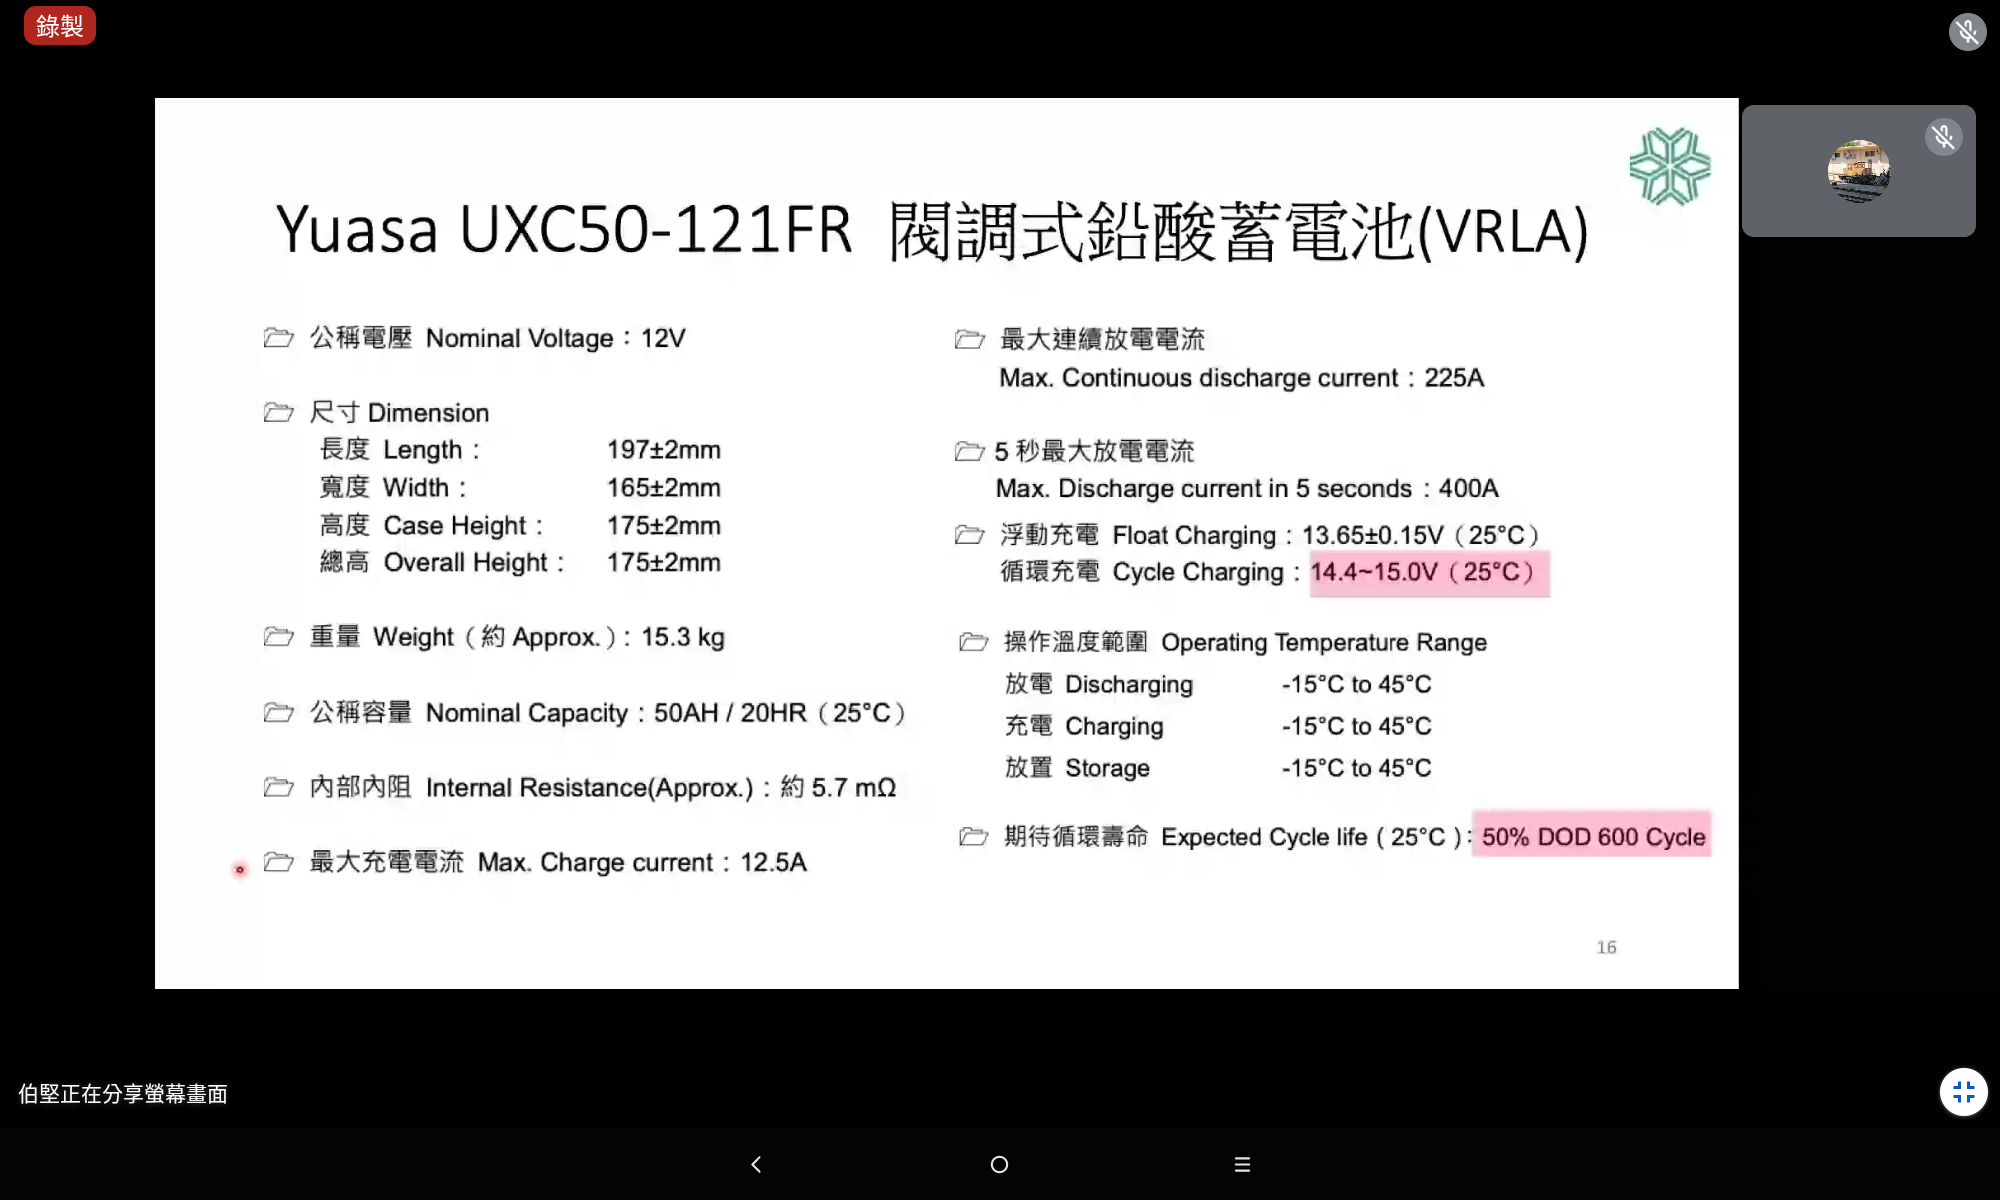 錄製
Yuasa UXC50-121FR 閥調式鉛酸蓄電池(VRLA)
公稱電壓 Nominal Voltage：12V
尺寸 Dimension
長度 Length： 197±2mm
寬度 Width： 165±2mm
高度 Case Height： 175±2mm
總高 Overall Height： 175±2mm
重量 Weight（約 Approx.）：15.3 kg
公稱容量 Nominal Capacity：50AH / 20HR（25°C）
內部內阻 Internal Resistance(Approx.)：約 5.7 mΩ
最大充電電流 Max. Charge current：12.5A
最大連續放電電流
Max. Continuous discharge current：225A
5 秒最大放電電流
Max. Discharge current in 5 seconds：400A
浮動充電 Float Charging：13.65±0.15V（25°C）
循環充電 Cycle Charging：14.4~15.0V（25°C）
操作溫度範圍 Operating Temperature Range
放電 Discharging -15°C to 45°C
充電 Charging -15°C to 45°C
放置 Storage -15°C to 45°C
期待循環壽命 Expected Cycle life ( 25°C )：50% DOD 600 Cycle
16
伯堅正在分享螢幕畫面